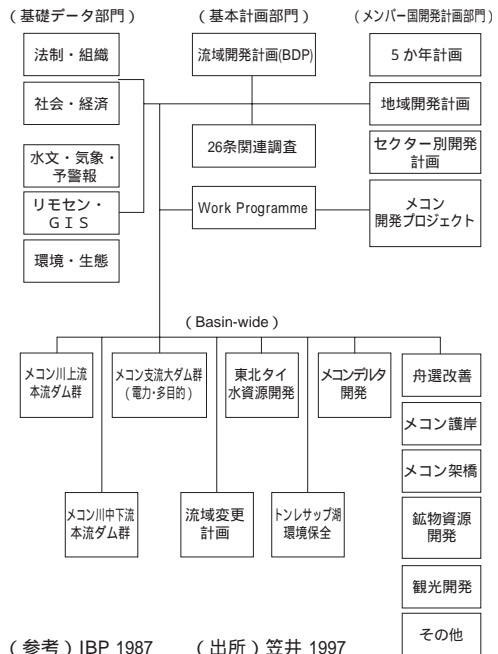 （基礎データ部門）
（基本計画部門）
（メンバー国開発計画部門）
法制・組織
流域開発計画(BDP)
5か年計画
社会・経済
地域開発計画
26条関連調査
セクター別開発
計画
水文・気象・
予警報
リモセン・
GIS
Work Programme
メコン
開発プロジェクト
環境・生態
（Basin-wide）
メコン川上流
本流ダム群
メコン支流大ダム群
（電力・多目的）
東北タイ
水資源開発
メコンデルタ
開発
舟選改善
メコン護岸
メコン架橋
メコン川中下流
本流ダム群
流域変更
計画
トンレサップ湖
環境保全
鉱物資源
開発
観光開発
その他
（参考）IBP 1987　（出所）笠井 1997